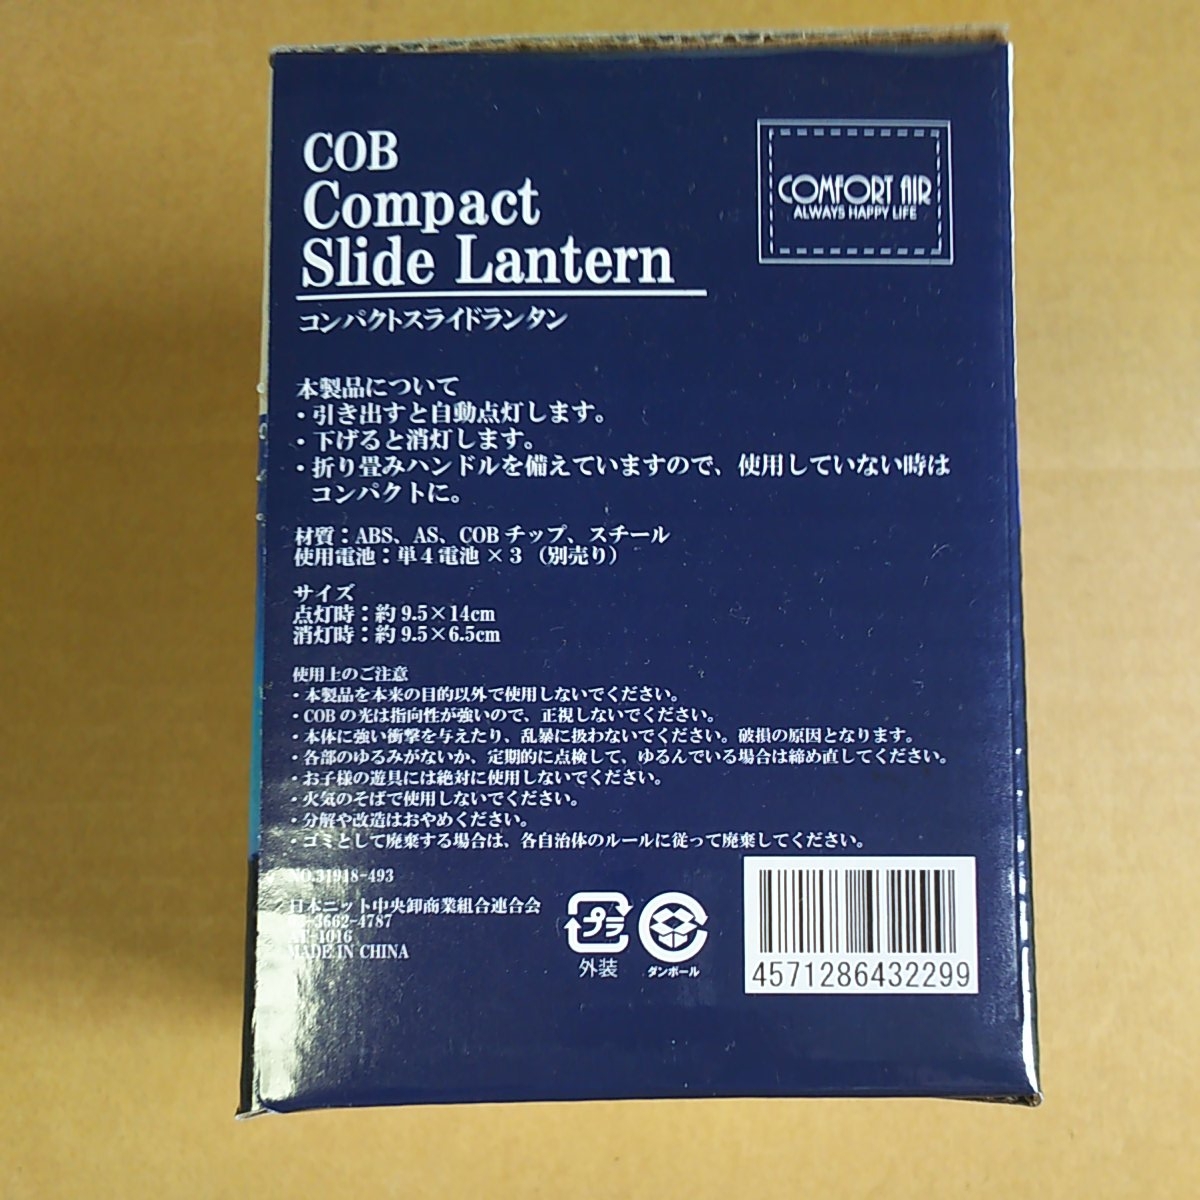 COB
Compact
Slide Lantern
コンパクトスライドランタン
COMFORT AIR
ALWAYS HAPPY LIFE
本製品について
・引き出すと自動点灯します。
・下げると消灯します。
・折り畳みハンドルを備えていますので、使用していない時は
コンパクトに。
材質：ABS、AS、COBチップ、スチール
使用電池：単4電池×3（別売り）
サイズ
点灯時：約9.5×14cm
消灯時：約9.5×6.5cm
使用上のご注意
・本製品を本来の目的以外で使用しないでください。
・COBの光は指向性が強いので、正視しないでください。
・本体に強い衝撃を与えたり、乱暴に扱わないでください。破損の原因となります。
・各部のゆるみがないか、定期的に点検して、ゆるんでいる場合は締め直してください。
・お子様の遊具には絶対に使用しないでください。
・火気のそばで使用しないでください。
・分解や改造はおやめください。
・ゴミとして廃棄する場合は、各自治体のルールに従って廃棄してください。
NO.31918-493
日本ニット中央卸商業組合連合会
3662-4787
1016
MADE IN CHINA
プラ
外装
ダンボール
4571286432299